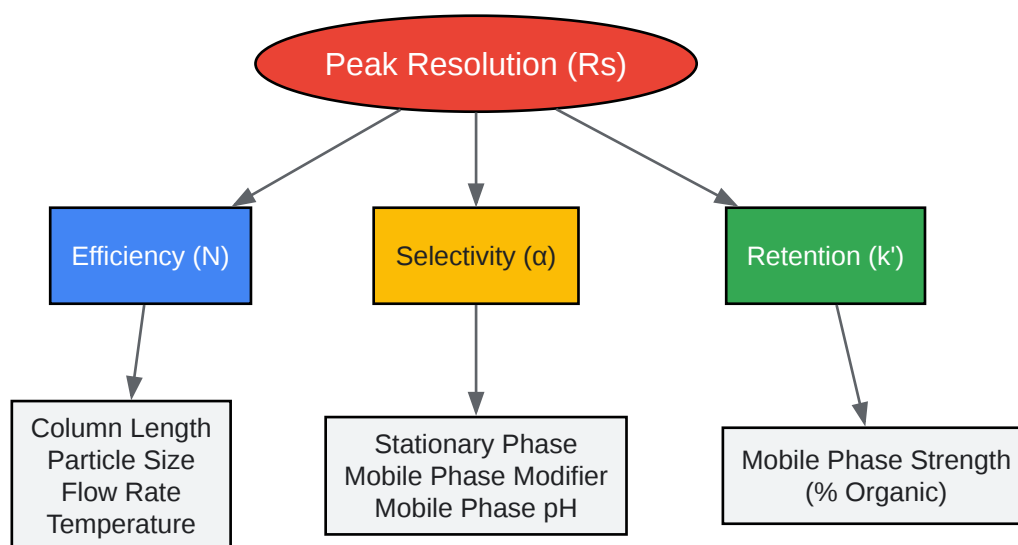 Peak Resolution (Rs)
Efficiency (N)
Selectivity (α)
Retention (k')
Column Length
Particle Size
Flow Rate
Temperature
Stationary Phase
Mobile Phase Modifier
Mobile Phase pH
Mobile Phase Strength
(% Organic)